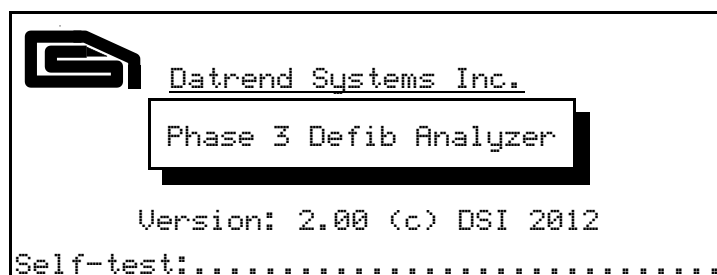 Datrend Systems Inc.
Phase 3 Defib Analyzer
Version: 2.00 (c) DSI 2012
Self-test:..............................